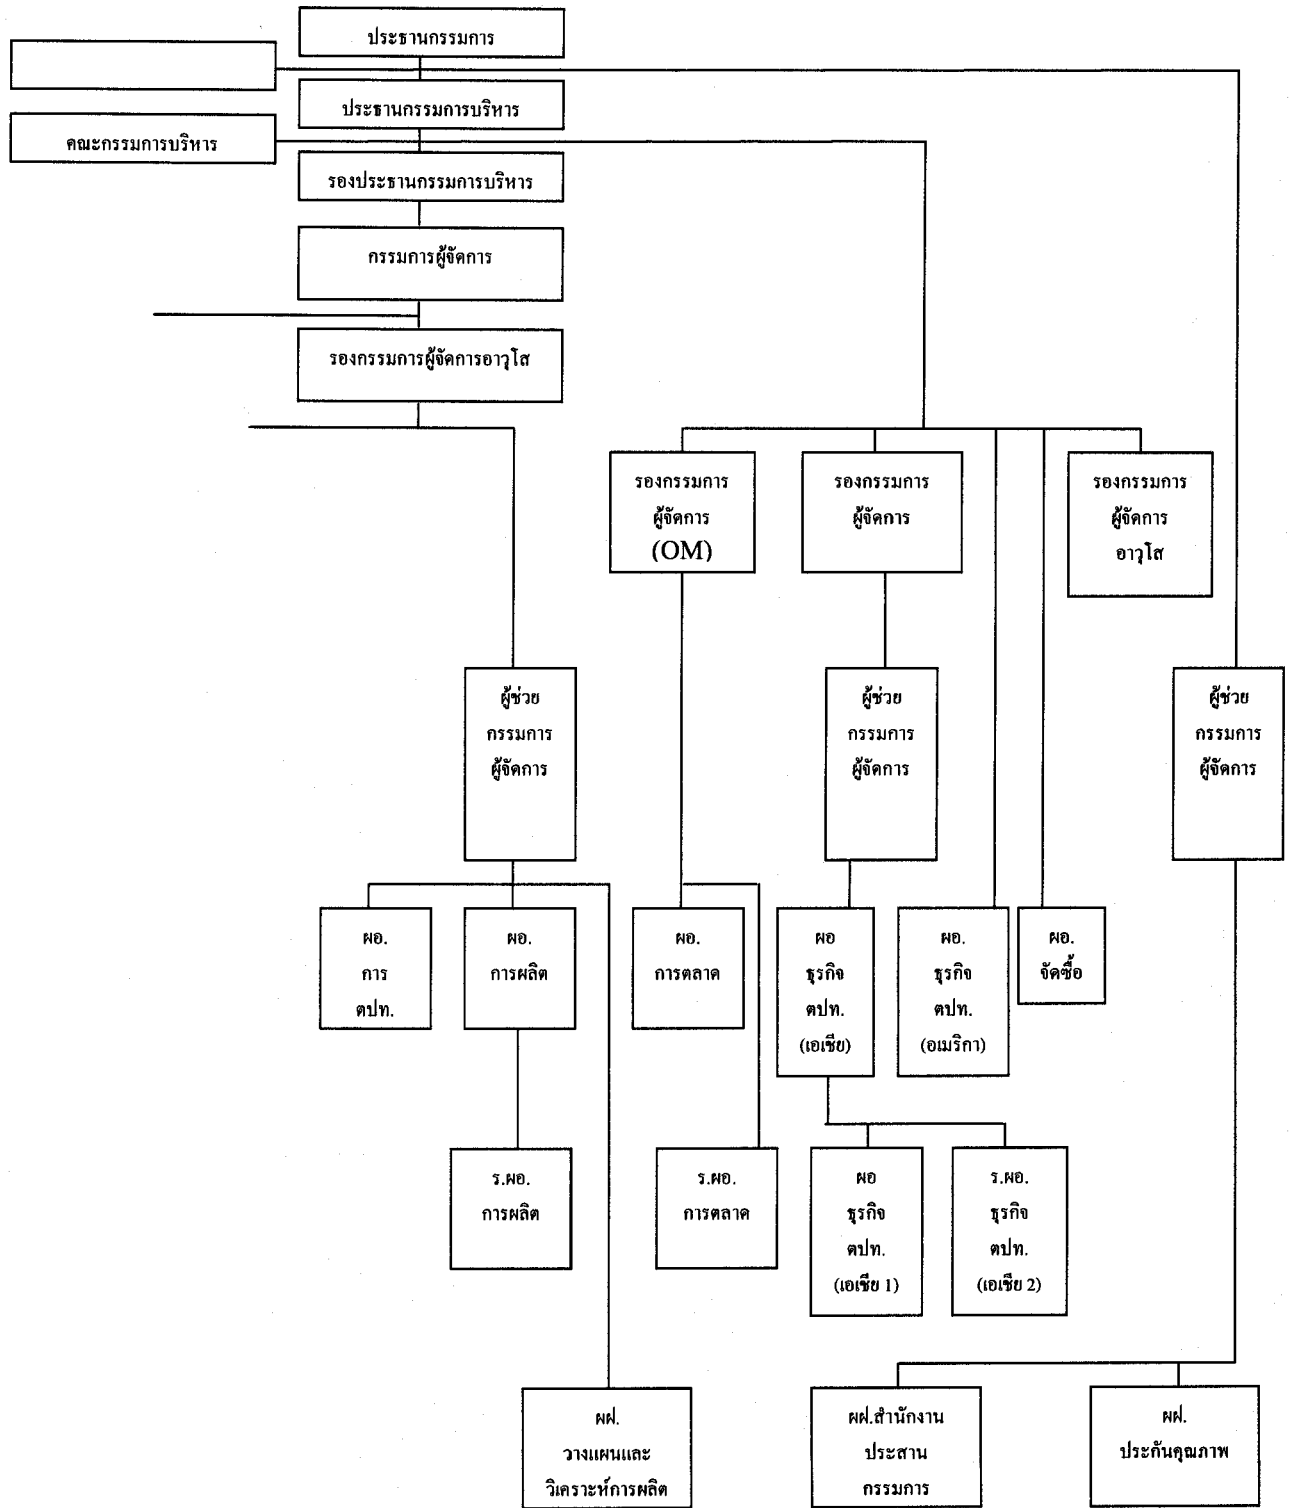 ประธานกรรมการ
ประธานกรรมการบริหาร
คณะกรรมการบริหาร
รองประธานกรรมการบริหาร
กรรมการผู้จัดการ
รองกรรมการผู้จัดการอาวุโส
รองกรรมการ
ผู้จัดการ
(OM)
รองกรรมการ
ผู้จัดการ
รองกรรมการ
ผู้จัดการ
อาวุโส
ผู้ช่วย
กรรมการ
ผู้จัดการ
ผู้ช่วย
กรรมการ
ผู้จัดการ
ผู้ช่วย
กรรมการ
ผู้จัดการ
ผอ.
การ
ตปท.
ผอ.
การผลิต
ผอ.
การตลาด
ผอ
ธุรกิจ
ตปท.
(เอเซีย)
ผอ.
ธุรกิจ
ตปท.
(อเมริกา)
ผอ.
จัดซื้อ
ร.ผอ.
การผลิต
ร.ผอ.
การตลาด
ผอ
ธุรกิจ
ตปท.
(เอเซีย 1)
ร.ผอ.
ธุรกิจ
ตปท.
(เอเซีย 2)
ผฝ.
วางแผนและ
วิเคราะห์การผลิต
ผฝ.สำนักงาน
ประสาน
กรรมการ
ผฝ.
ประกันคุณภาพ